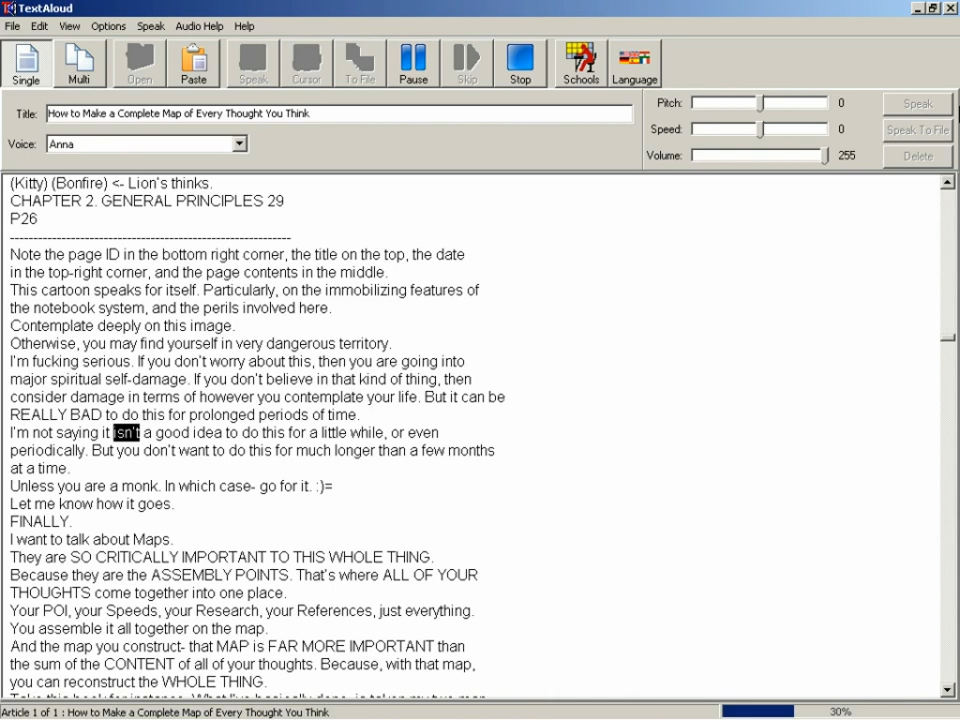 TextAloud
File Edit View Options Speak Audio Help Help
Single Multi Open Paste Speak Cursor To File Pause Skip Stop Schools Language
Title: How to Make a Complete Map of Every Thought You Think
Voice: Anna
Pitch: 0 Speak
Speed: 0 Speak To File
Volume: 255 Delete
(Kitty) (Bonfire) <- Lion's thinks.
CHAPTER 2. GENERAL PRINCIPLES 29
P26
------------------------------------------------------------
Note the page ID in the bottom right corner, the title on the top, the date
in the top-right corner, and the page contents in the middle.
This cartoon speaks for itself. Particularly, on the immobilizing features of
the notebook system, and the perils involved here.
Contemplate deeply on this image.
Otherwise, you may find yourself in very dangerous territory.
I'm fucking serious. If you don't worry about this, then you are going into
major spiritual self-damage. If you don't believe in that kind of thing, then
consider damage in terms of however you contemplate your life. But it can be
REALLY BAD to do this for prolonged periods of time.
I'm not saying it isn't a good idea to do this for a little while, or even
periodically. But you don't want to do this for much longer than a few months
at a time.
Unless you are a monk. In which case- go for it. :)=
Let me know how it goes.
FINALLY.
I want to talk about Maps.
They are SO CRITICALLY IMPORTANT TO THIS WHOLE THING.
Because they are the ASSEMBLY POINTS. That's where ALL OF YOUR
THOUGHTS come together into one place.
Your POI, your Speeds, your Research, your References, just everything.
You assemble it all together on the map.
And the map you construct- that MAP is FAR MORE IMPORTANT than
the sum of the CONTENT of all of your thoughts. Because, with that map,
you can reconstruct the WHOLE THING.
Article 1 of 1 : How to Make a Complete Map of Every Thought You Think 30%